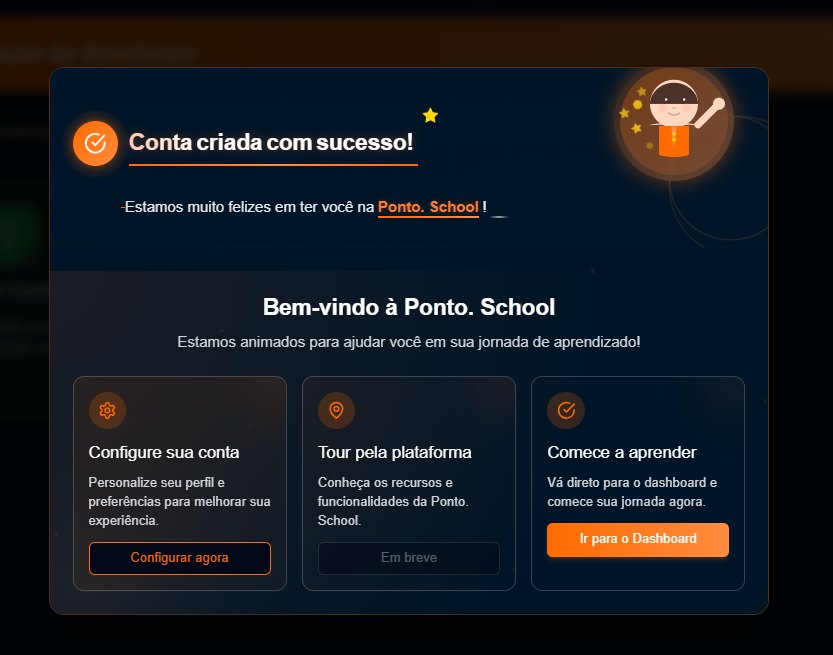 Conta criada com sucesso!
Estamos muito felizes em ter você na Ponto. School !
Bem-vindo à Ponto. School
Estamos animados para ajudar você em sua jornada de aprendizado!
Configure sua conta
Personalize seu perfil e
preferências para melhorar sua
experiência.
Configurar agora
Tour pela plataforma
Conheça os recursos e
funcionalidades da Ponto.
School.
Em breve
Comece a aprender
Vá direto para o dashboard e
comece sua jornada agora.
Ir para o Dashboard